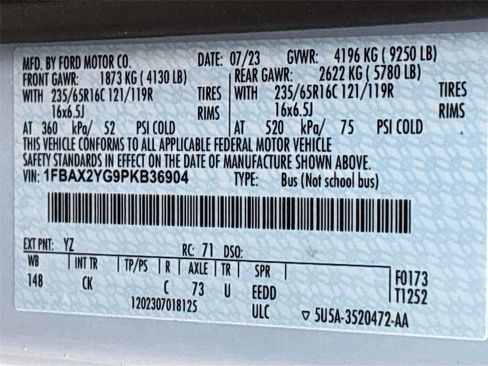 MFD. BY FORD MOTOR CO. DATE: 07/23 GVWR: 4196 KG ( 9250 LB)
FRONT GAWR: 1873 KG ( 4130 LB) REAR GAWR: 2622 KG ( 5780 LB)
WITH 235/65R16C 121/119R TIRES WITH 235/65R16C 121/119R TIRES
16x6.5J RIMS 16x6.5J RIMS
AT 360 kPa/ 52 PSI COLD AT 520 kPa/ 75 PSI COLD
THIS VEHICLE CONFORMS TO ALL APPLICABLE FEDERAL MOTOR VEHICLE
SAFETY STANDARDS IN EFFECT ON THE DATE OF MANUFACTURE SHOWN ABOVE.
VIN: 1FBAX2YG9PKB36904 TYPE: Bus (Not school bus)
EXT PNT: YZ RC: 71 DSO:
WB INT TR TP/PS R AXLE TR SPR F0173
148 CK C 73 U EEDD T1252
1202307018125 ULC ▽ 5U5A-3520472-AA